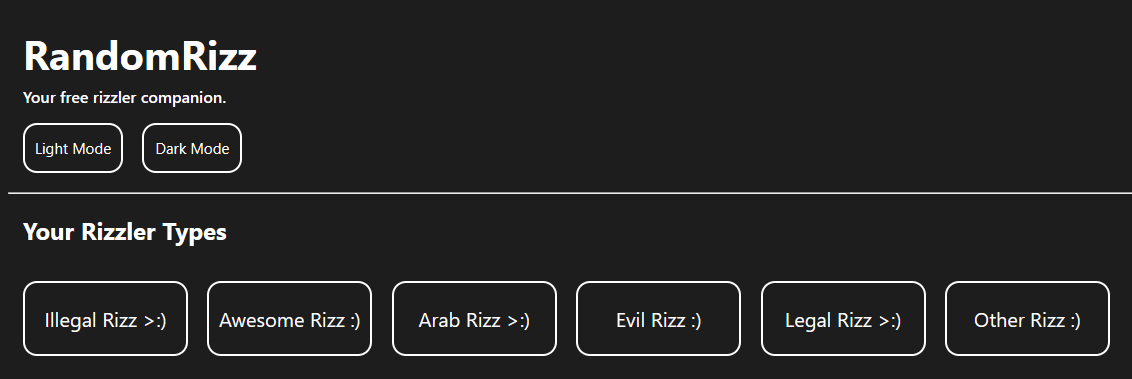 RandomRizz
Your free rizzler companion.
Light Mode Dark Mode
Your Rizzler Types
Illegal Rizz >:) Awesome Rizz :) Arab Rizz >:) Evil Rizz :) Legal Rizz >:) Other Rizz :)